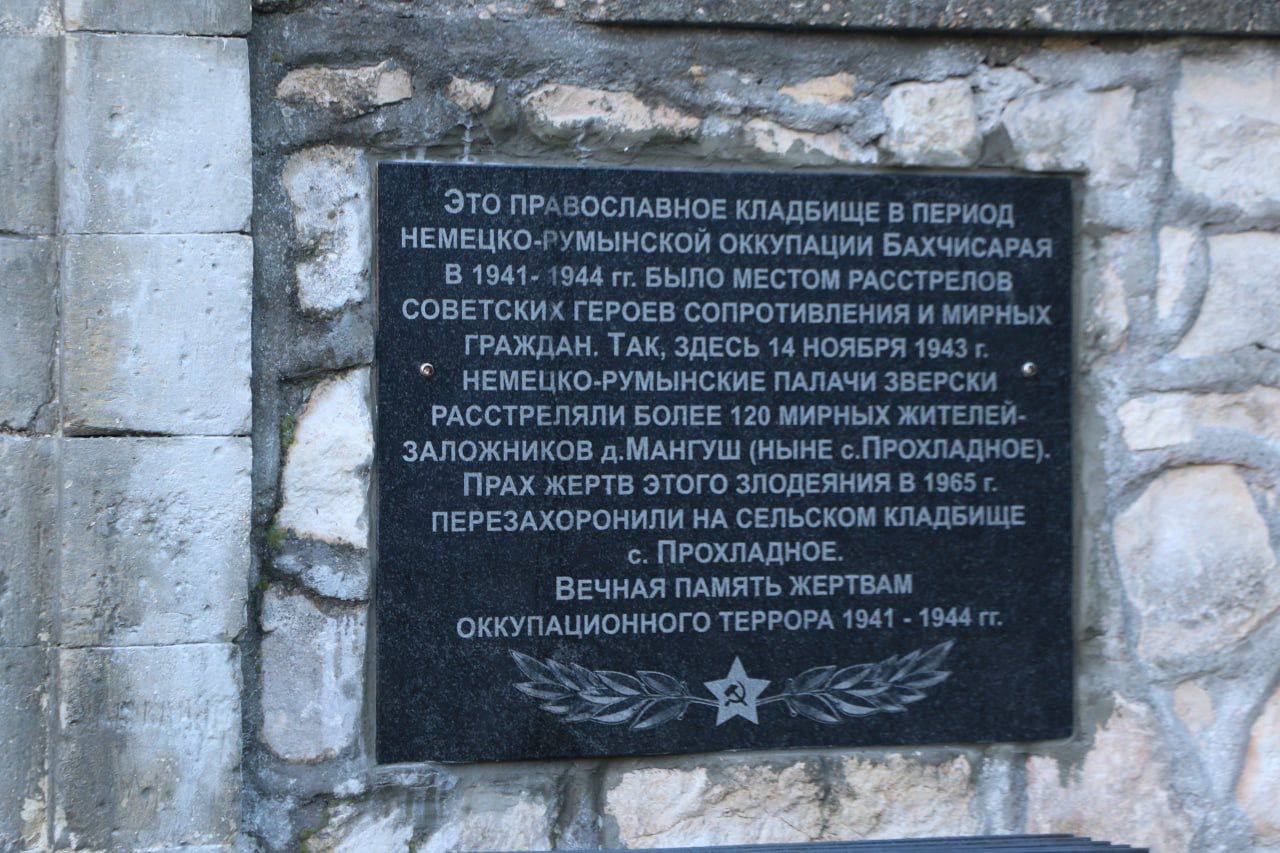 Это православное кладбище в период
немецко-румынской оккупации Бахчисарая
в 1941- 1944 гг. было местом расстрелов
советских героев сопротивления и мирных
граждан. Так, здесь 14 ноября 1943 г.
немецко-румынские палачи зверски
расстреляли более 120 мирных жителей-
заложников д.Мангуш (ныне с.Прохладное).
Прах жертв этого злодеяния в 1965 г.
перезахоронили на сельском кладбище
с. Прохладное.
Вечная память жертвам
оккупационного террора 1941 - 1944 гг.